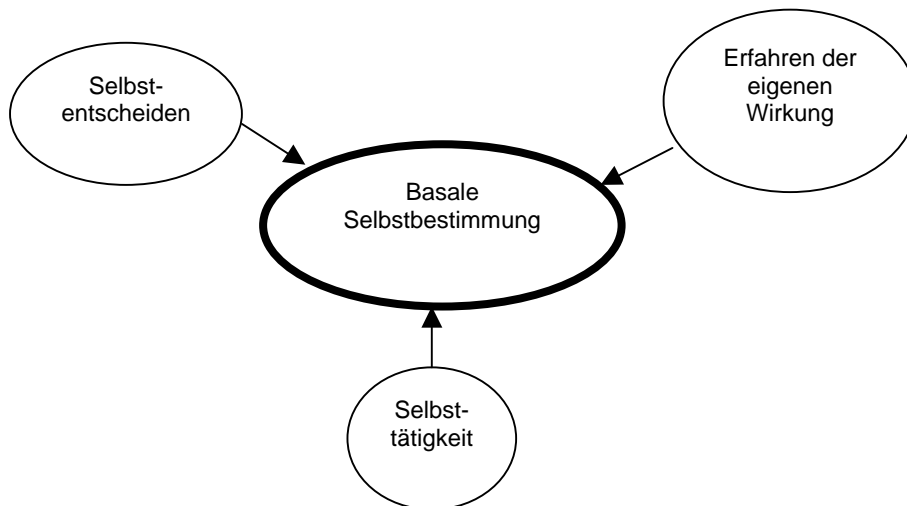 Selbst-
entscheiden
Erfahren der
eigenen
Wirkung
Basale
Selbstbestimmung
Selbst-
tätigkeit